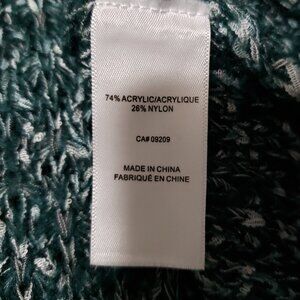 74% ACRYLIC/ACRYLIQUE
26% NYLON
CA# 09209
MADE IN CHINA
FABRIQUÉ EN CHINE